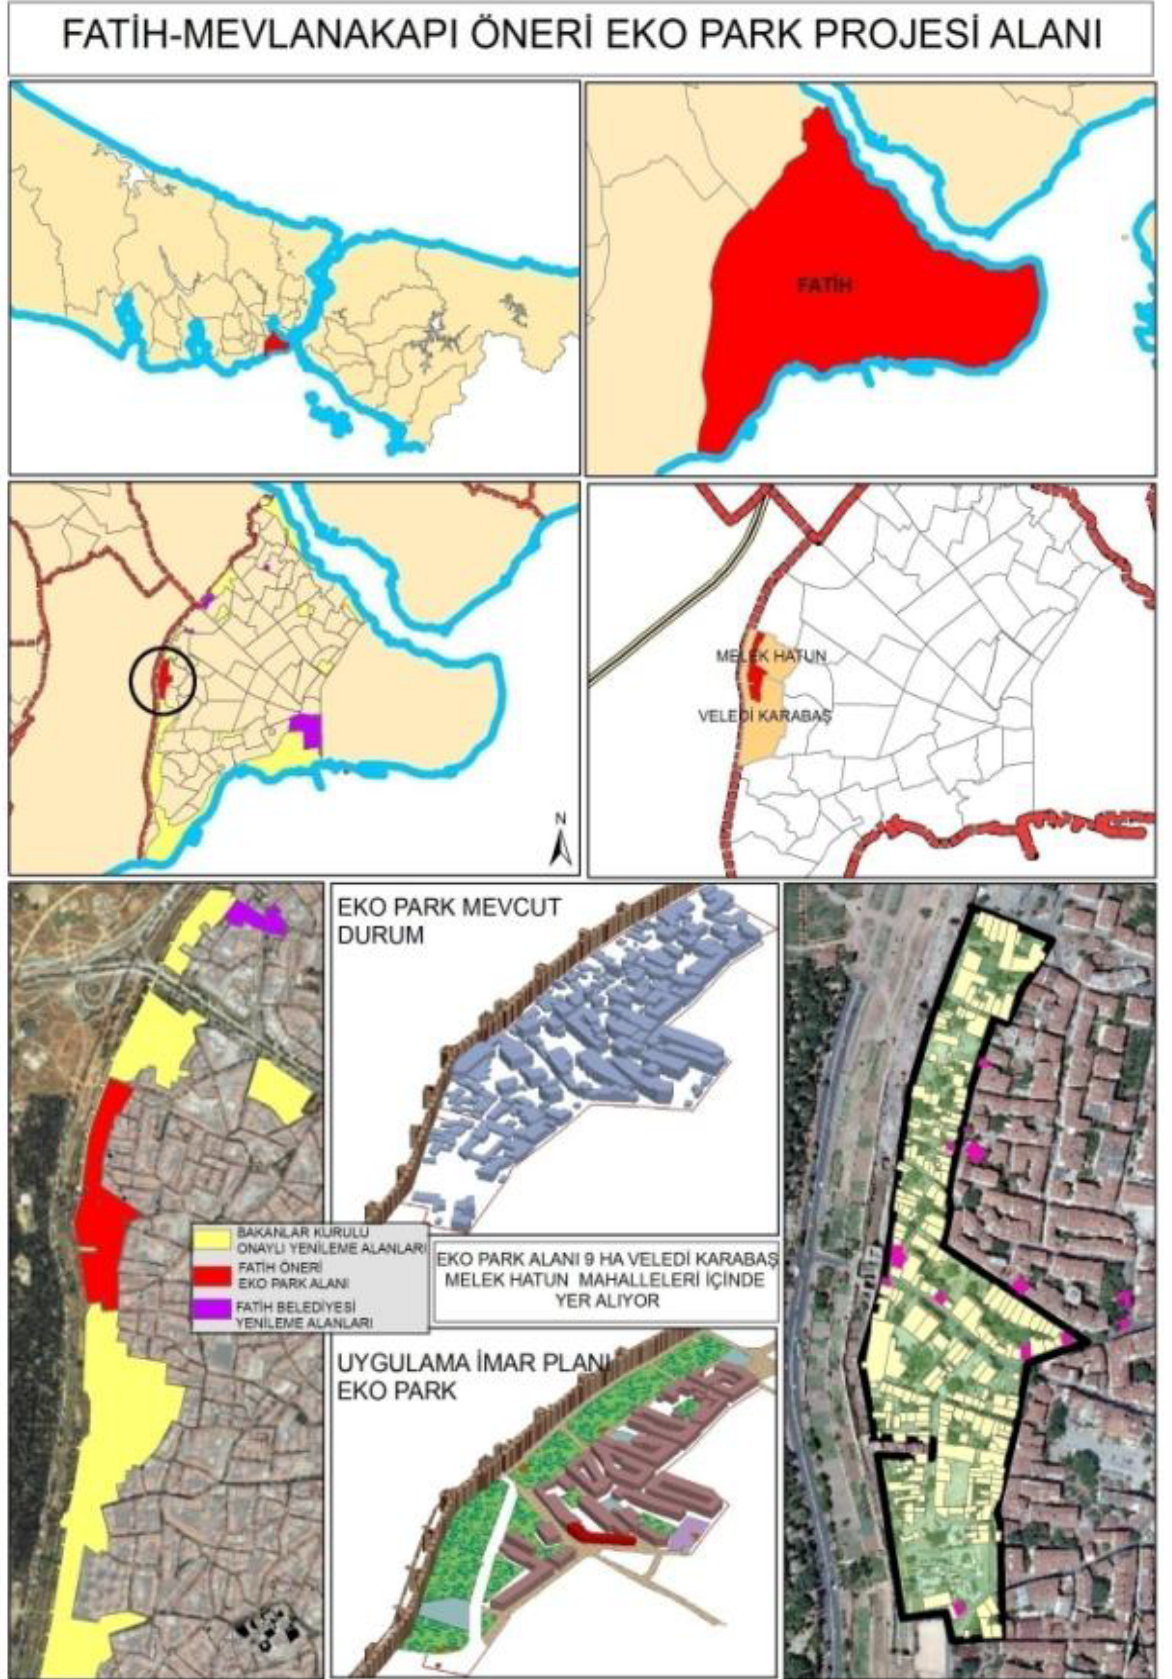 FATİH-MEVLANAKAPI ÖNERİ EKO PARK PROJESİ ALANI
FATİH
N
MELEK HATUN
VELEDİ KARABAŞ
EKO PARK MEVCUT
DURUM
BAKANLAR KURULU
ONAYLI YENİLEME ALANLARI
FATİH ÖNERİ
EKO PARK ALANI
FATİH BELEDİYESİ
YENİLEME ALANLARI
EKO PARK ALANI 9 HA VELEDİ KARABAŞ
MELEK HATUN MAHALLELERİ İÇİNDE
YER ALIYOR
UYGULAMA İMAR PLANI
EKO PARK